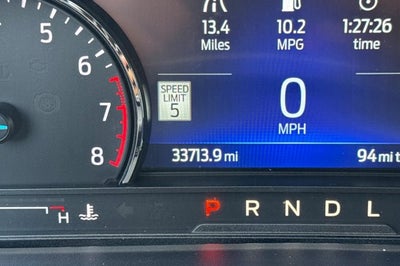 13.4 10.2 1:27:26
Miles MPG time
5
6
7
8
SPEED
LIMIT
5
0
MPH
33713.9 mi 94 mi t
H
P R N D L